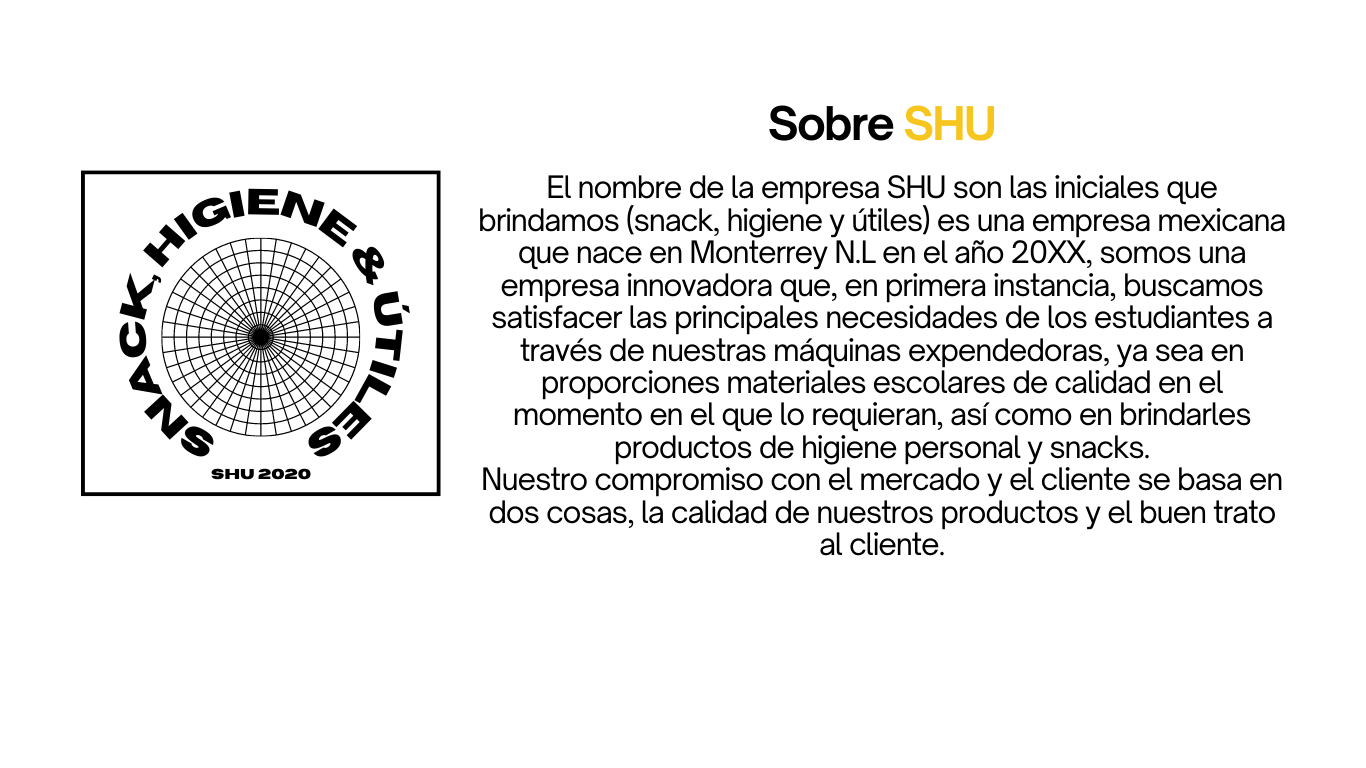 Sobre SHU
SNACK, HIGIENE & ÚTILES
SHU 2020
El nombre de la empresa SHU son las iniciales que
brindamos (snack, higiene y útiles) es una empresa mexicana
que nace en Monterrey N.L en el año 20XX, somos una
empresa innovadora que, en primera instancia, buscamos
satisfacer las principales necesidades de los estudiantes a
través de nuestras máquinas expendedoras, ya sea en
proporciones materiales escolares de calidad en el
momento en el que lo requieran, así como en brindarles
productos de higiene personal y snacks.
Nuestro compromiso con el mercado y el cliente se basa en
dos cosas, la calidad de nuestros productos y el buen trato
al cliente.